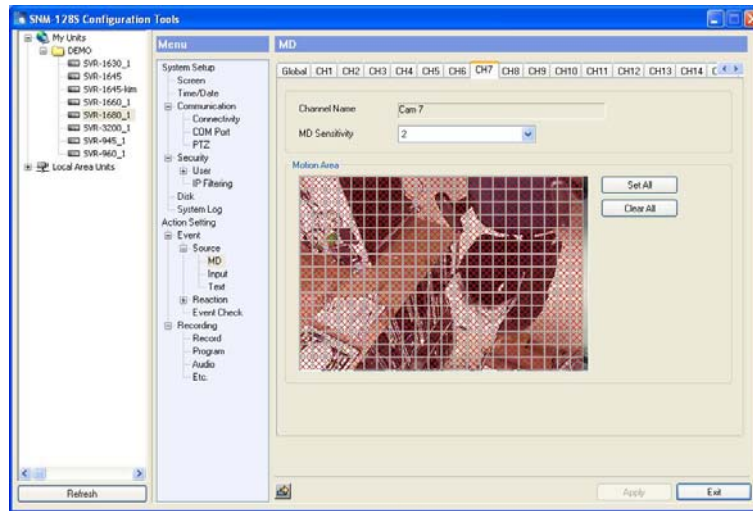 SNM-128S Configuration Tools
My Units
DEMO
SVR-1630_1
SVR-1645
SVR-1645-kim
SVR-1660_1
SVR-1680_1
SVR-3200_1
SVR-945_1
SVR-960_1
Local Area Units
Refresh
Menu
System Setup
Screen
Time/Date
Communication
Connectivity
COM Port
PTZ
Security
User
IP Filtering
Disk
System Log
Action Setting
Event
Source
MD
Input
Text
Reaction
Event Check
Recording
Record
Program
Audio
Etc.
MD
Global CH1 CH2 CH3 CH4 CH5 CH6 CH7 CH8 CH9 CH10 CH11 CH12 CH13 CH14
Channel Name Cam 7
MD Sensitivity 2
Motion Area
Set All
Clear All
Apply Exit